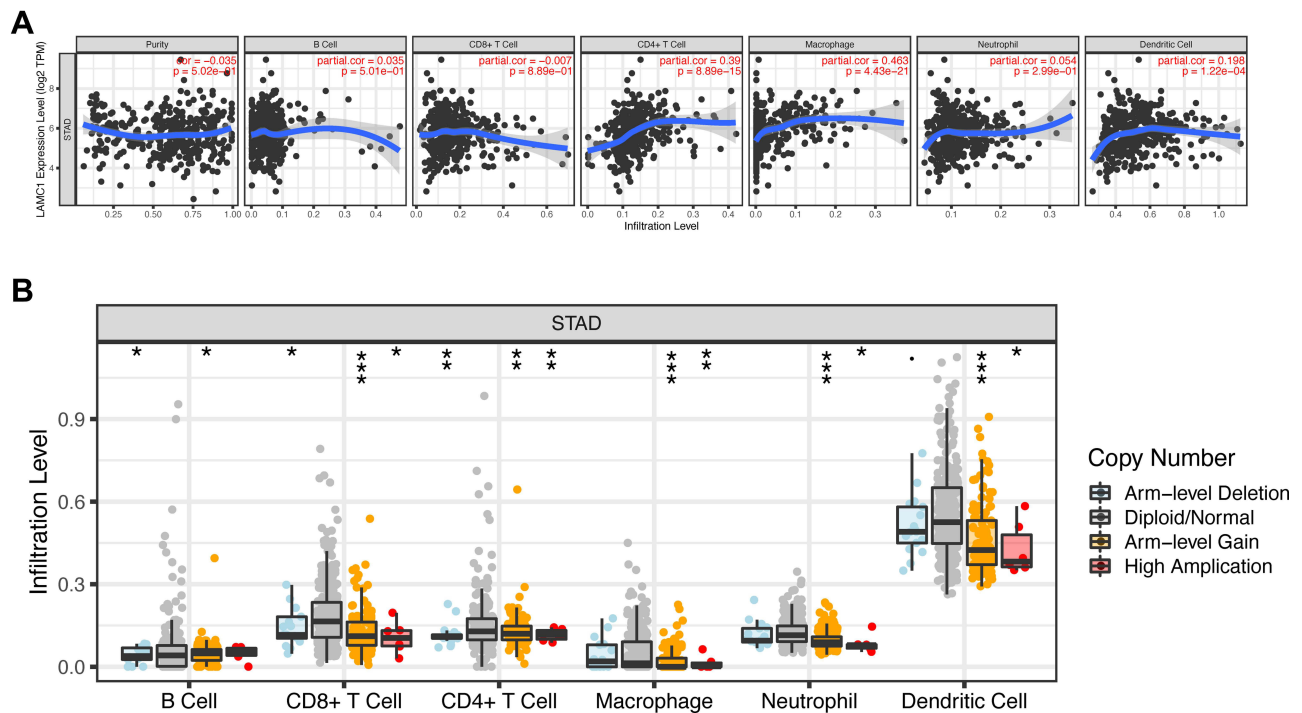 A
Purity
B Cell
CD8+ T Cell
CD4+ T Cell
Macrophage
Neutrophil
Dendritic Cell
cor = −0.035
p = 5.02e−01
partial.cor = 0.035
p = 5.01e−01
partial.cor = −0.007
p = 8.89e−01
partial.cor = 0.39
p = 8.89e−15
partial.cor = 0.463
p = 4.43e−21
partial.cor = 0.054
p = 2.99e−01
partial.cor = 0.198
p = 1.22e−04
LAMC1 Expression Level (log2 TPM)
STAD
8
6
4
0.25 0.50 0.75 1.00
0.0 0.1 0.2 0.3 0.4
0.0 0.2 0.4 0.6
0.0 0.1 0.2 0.3 0.4
0.0 0.1 0.2 0.3
0.1 0.2 0.3
0.4 0.6 0.8 1.0
Infiltration Level
B
STAD
* * * *** * ** ** ** *** ** *** * . *** *
Infiltration Level
0.9
0.6
0.3
0.0
B Cell
CD8+ T Cell
CD4+ T Cell
Macrophage
Neutrophil
Dendritic Cell
Copy Number
Arm−level Deletion
Diploid/Normal
Arm−level Gain
High Amplication